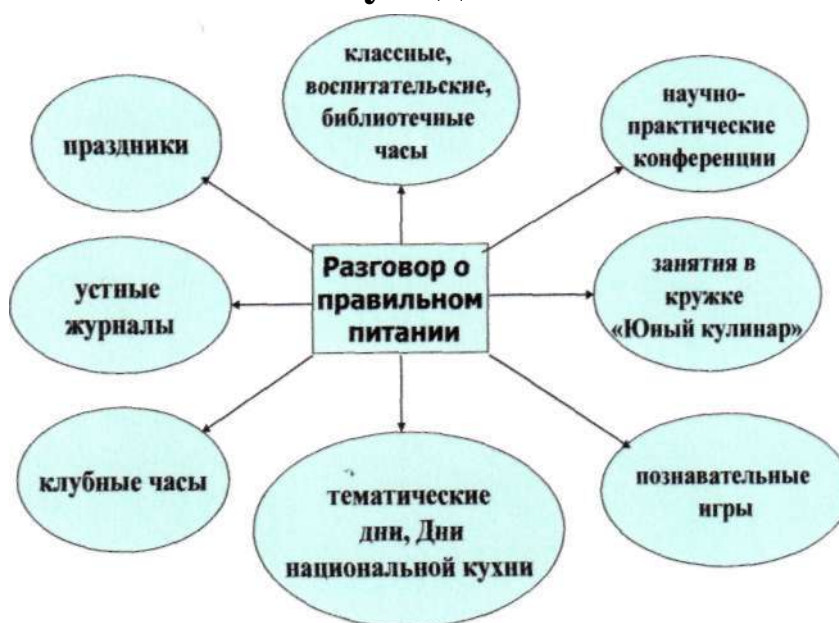 классные,
воспитательские,
библиотечные
часы
научно-
практические
конференции
праздники
Разговор о
правильном
питании
занятия в
кружке
«Юный кулинар»
устные
журналы
клубные часы
тематические
дни, Дни
национальной кухни
познавательные
игры